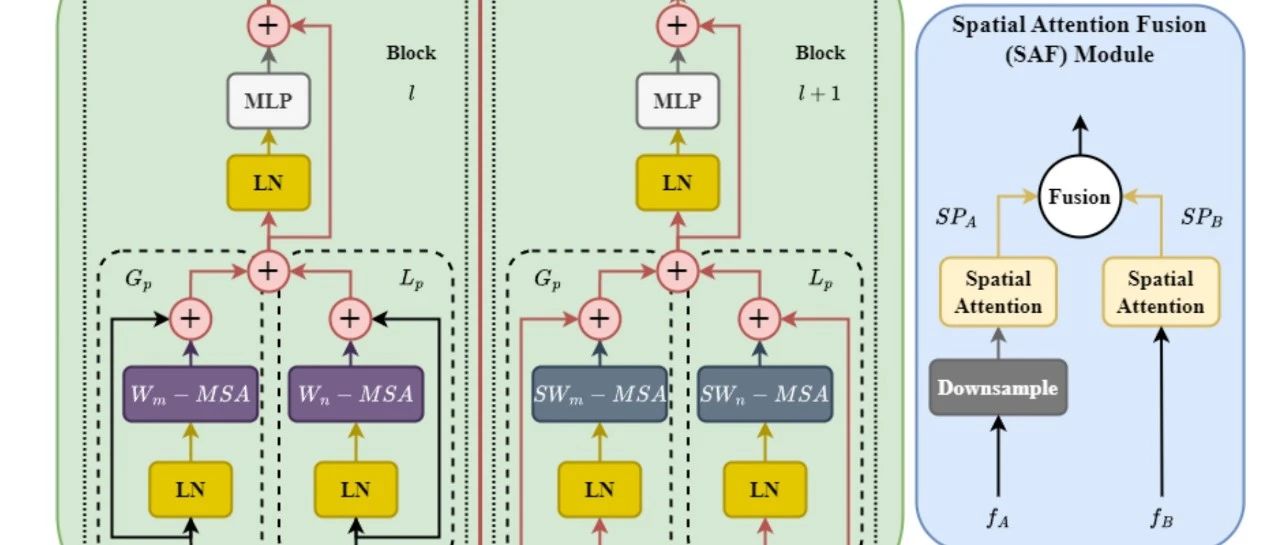 +
Block
l
MLP
LN
+
G_p
L_p
+
+
W_m − MSA
W_n − MSA
LN
LN
+
Block
l + 1
MLP
LN
+
G_p
L_p
+
+
SW_m − MSA
SW_n − MSA
LN
LN
Spatial Attention Fusion
(SAF) Module
Fusion
SP_A
SP_B
Spatial
Attention
Spatial
Attention
Downsample
f_A
f_B